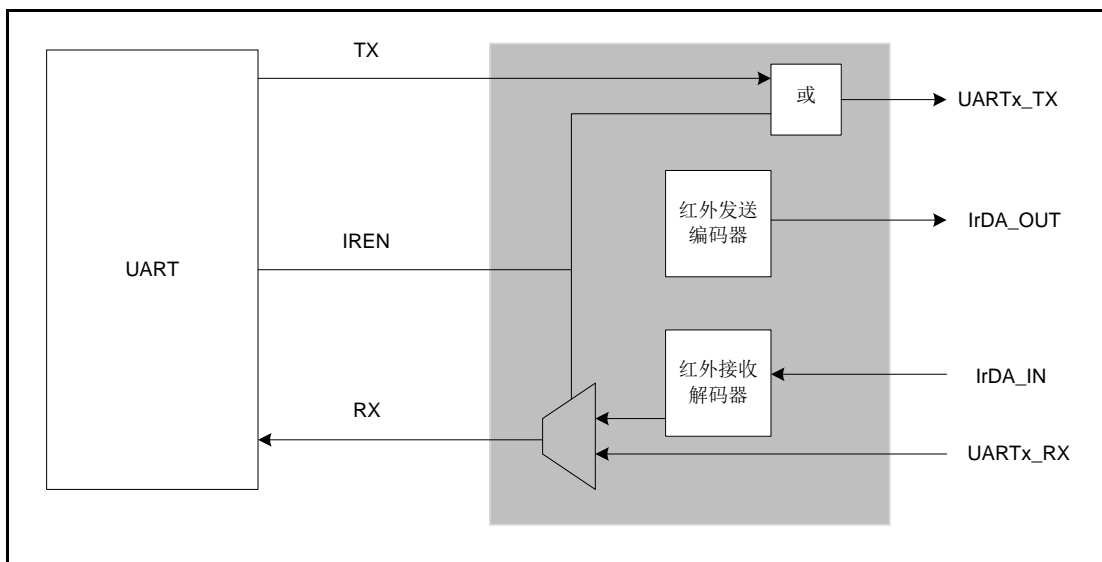 TX
或
UARTx_TX
红外发送
编码器
IrDA_OUT
IREN
UART
红外接收
解码器
IrDA_IN
RX
UARTx_RX